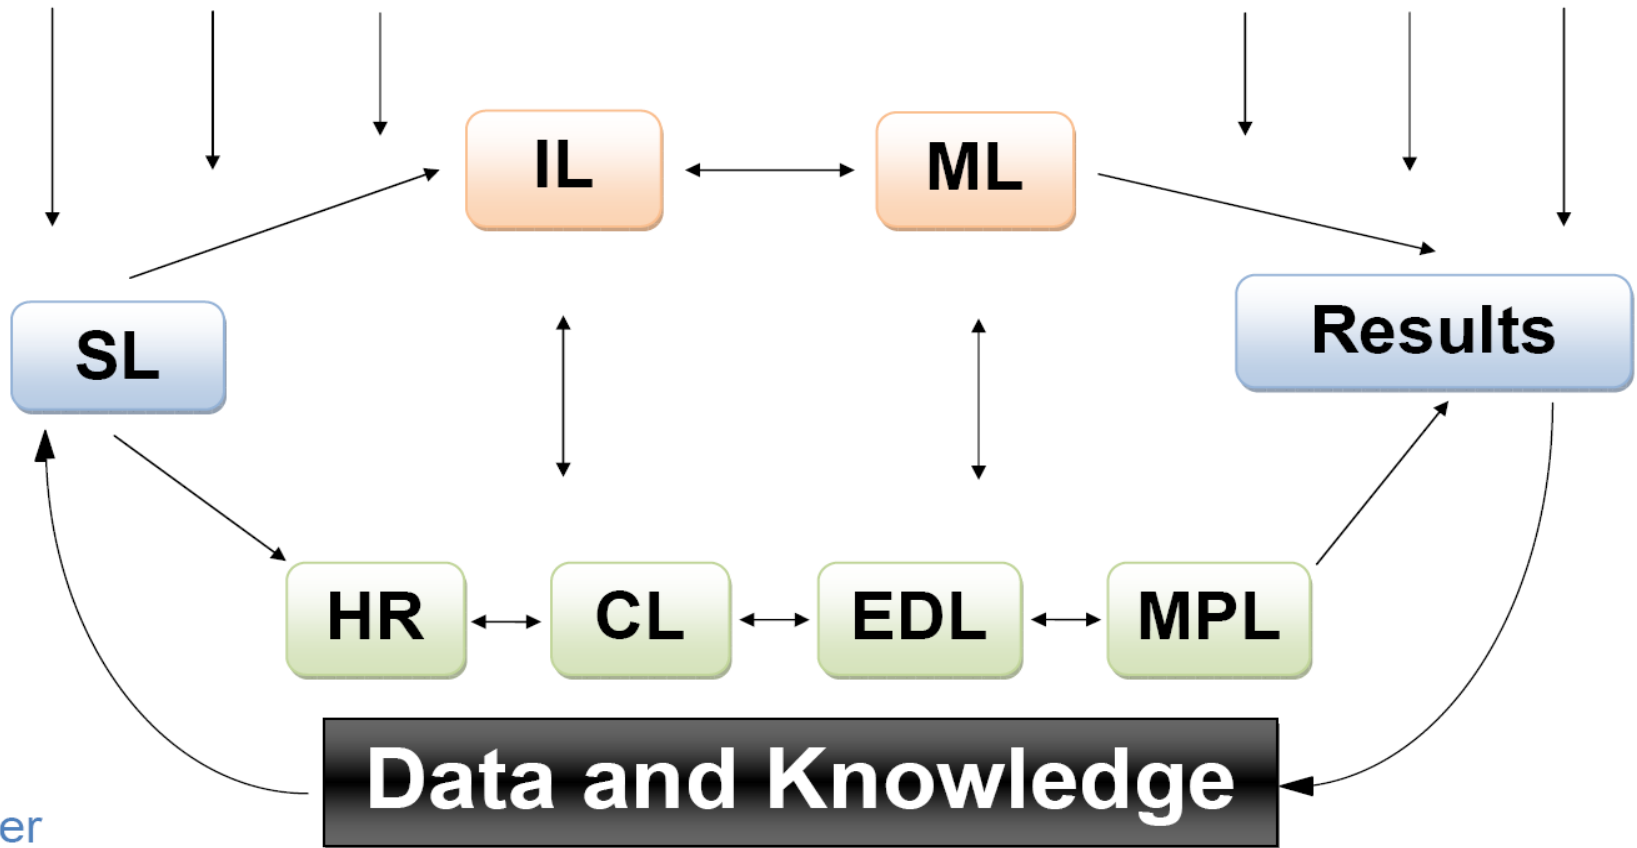 IL
ML
SL
Results
HR
CL
EDL
MPL
Data and Knowledge
er